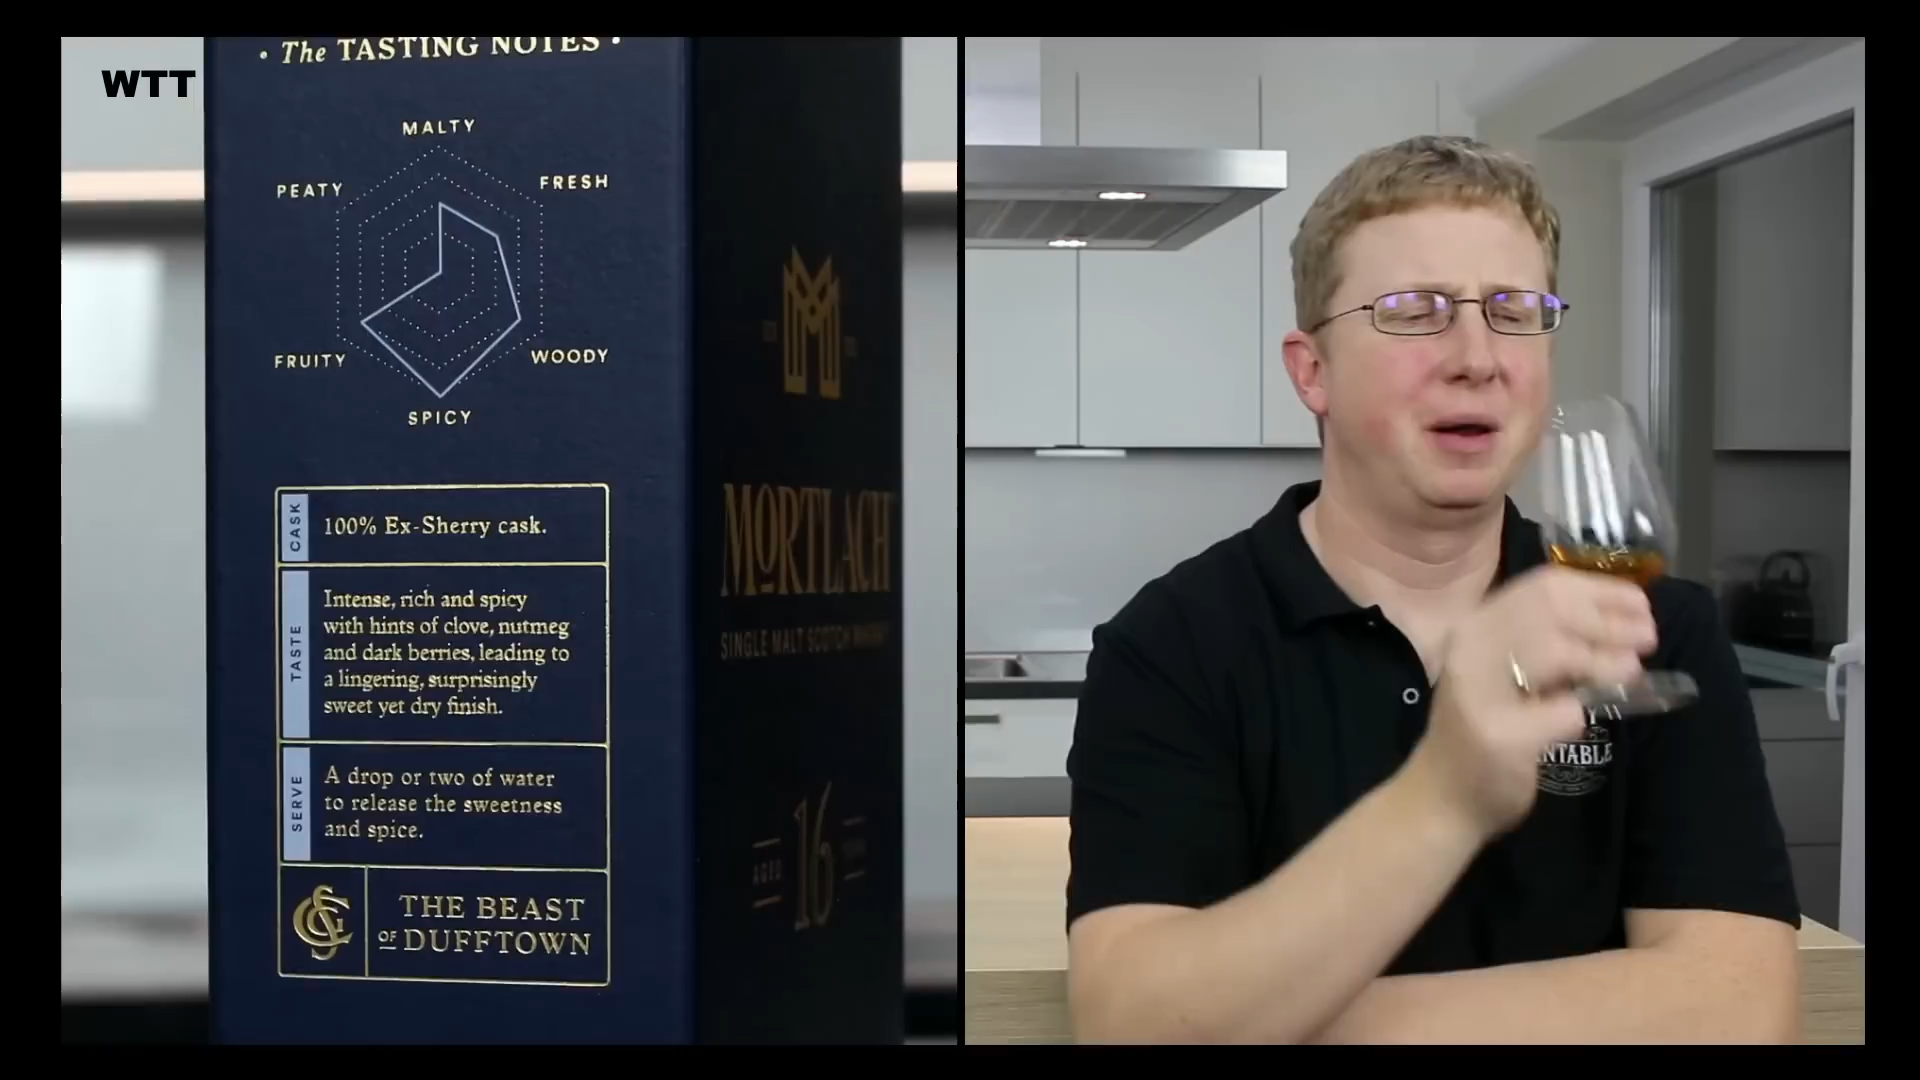 • The TASTING NOTES •
WTT
MALTY
PEATY
FRESH
FRUITY
WOODY
SPICY
CASK
100% Ex-Sherry cask.
TASTE
Intense, rich and spicy
with hints of clove, nutmeg
and dark berries, leading to
a lingering, surprisingly
sweet yet dry finish.
SERVE
A drop or two of water
to release the sweetness
and spice.
THE BEAST
OF DUFFTOWN
MORTLACH
SINGLE MALT SCOTCH WHISKY
AGED
16
NTABLE